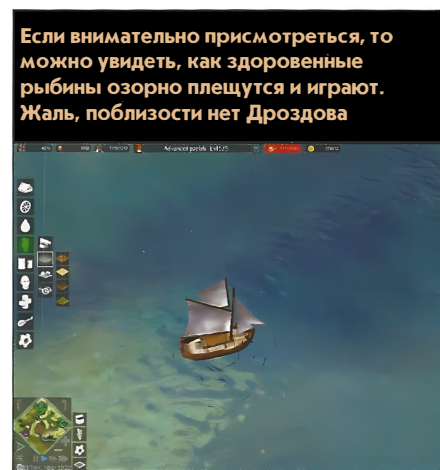 Если внимательно присмотреться, то
можно увидеть, как здоровенные
рыбины озорно плещутся и играют.
Жаль, поблизости нет Дроздова